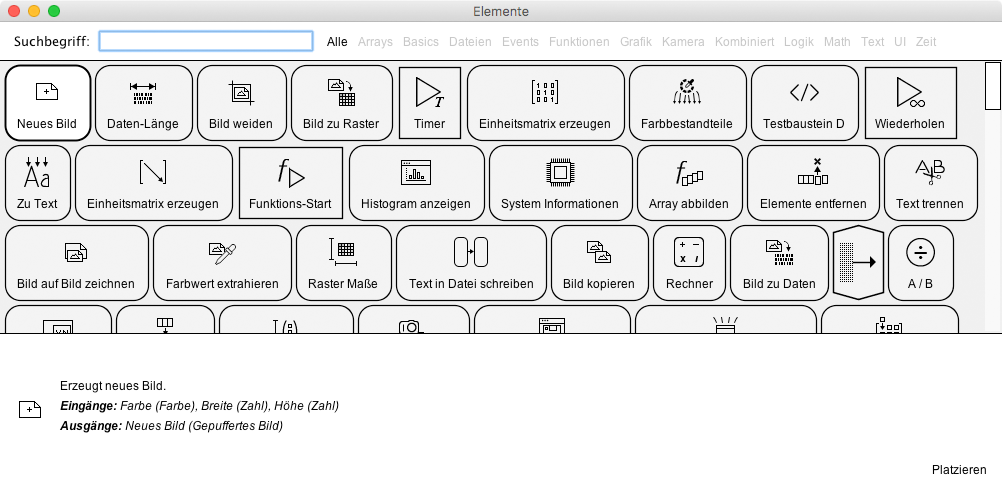 Elemente
Suchbegriff: Alle Arrays Basics Dateien Events Funktionen Grafik Kamera Kombiniert Logik Math Text UI Zeit
Neues Bild Daten-Länge Bild weiden Bild zu Raster Timer Einheitsmatrix erzeugen Farbbestandteile Testbaustein D Wiederholen
Zu Text Einheitsmatrix erzeugen Funktions-Start Histogram anzeigen System Informationen Array abbilden Elemente entfernen Text trennen
Bild auf Bild zeichnen Farbwert extrahieren Raster Maße Text in Datei schreiben Bild kopieren Rechner Bild zu Daten A / B
Erzeugt neues Bild.
Eingänge: Farbe (Farbe), Breite (Zahl), Höhe (Zahl)
Ausgänge: Neues Bild (Gepuffertes Bild)
Platzieren